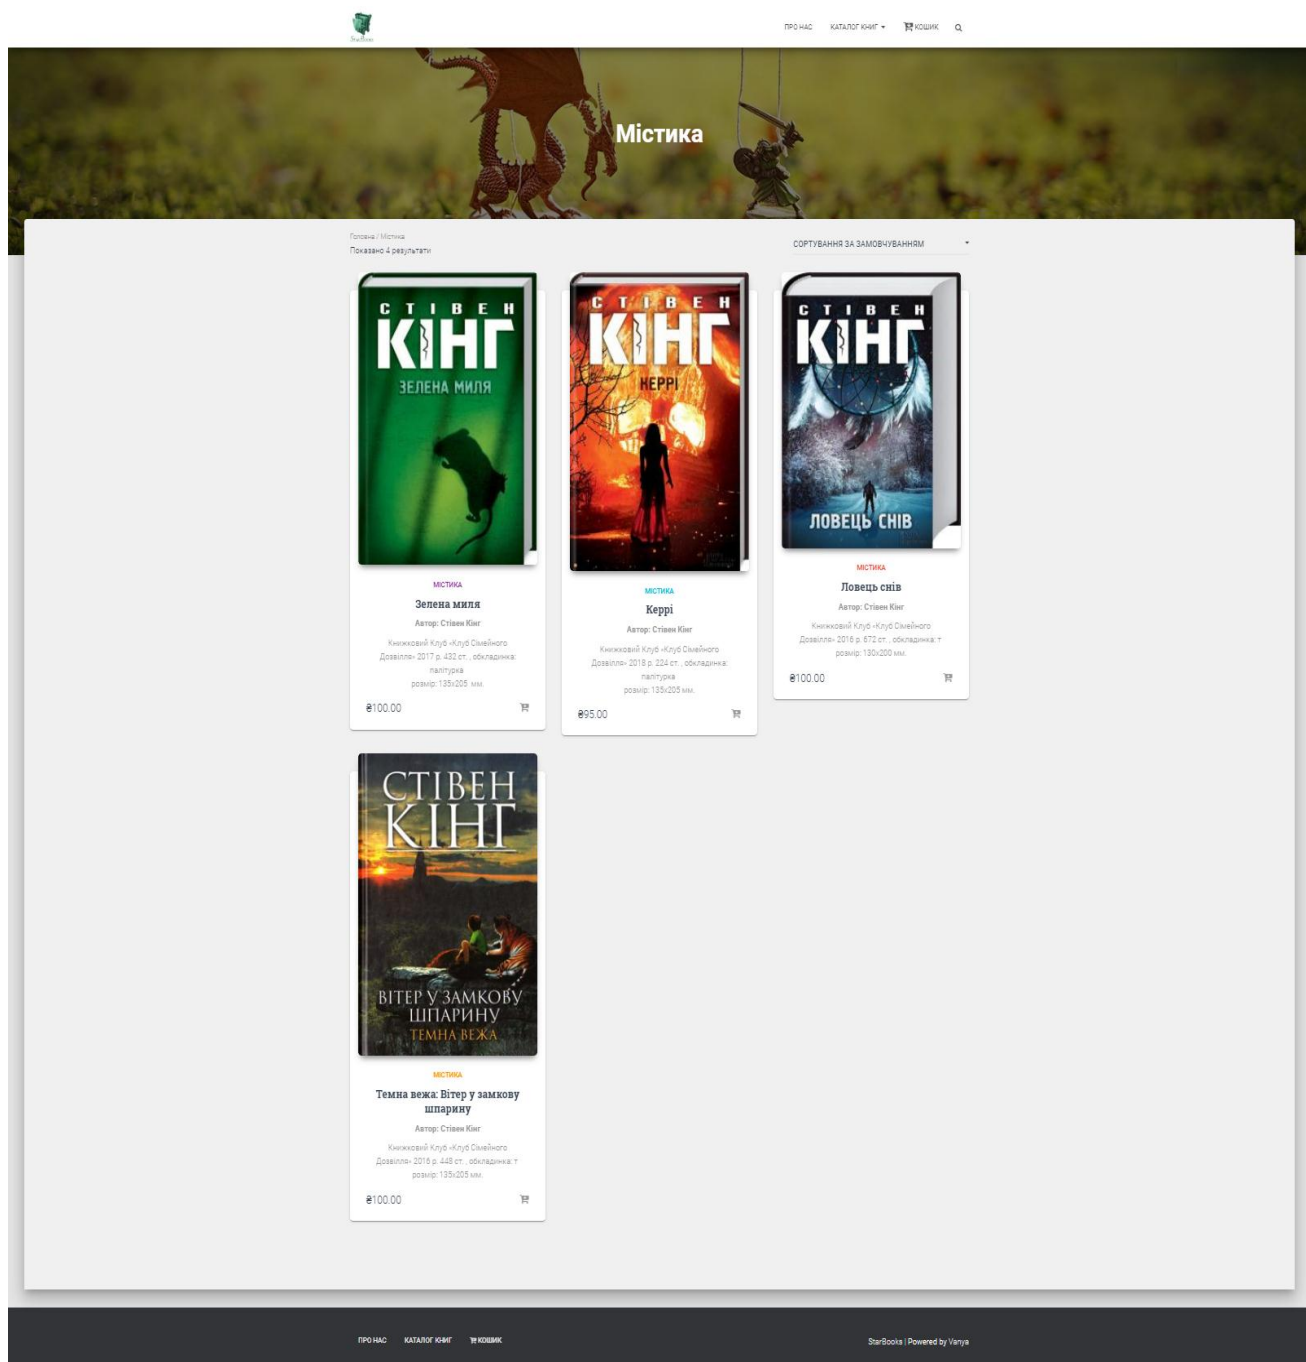 StarBooks
ПРО НАС КАТАЛОГ КНИГ КОШИК
Містика
Головна / Містика
Показано 4 результати
СОРТУВАННЯ ЗА ЗАМОВЧУВАННЯМ
СТІВЕН
КІНГ
ЗЕЛЕНА МИЛЯ
МІСТИКА
Зелена миля
Автор: Стівен Кінг
Книжковий Клуб «Клуб Сімейного
Дозвілля» 2017 р. 432 ст. , обкладинка:
палітурка
розмір: 135x205 мм.
₴100.00
СТІВЕН
КІНГ
КЕРРІ
МІСТИКА
Керрі
Автор: Стівен Кінг
Книжковий Клуб «Клуб Сімейного
Дозвілля» 2018 р. 224 ст. , обкладинка:
палітурка
розмір: 135x205 мм.
₴95.00
СТІВЕН
КІНГ
ЛОВЕЦЬ СНІВ
МІСТИКА
Ловець снів
Автор: Стівен Кінг
Книжковий Клуб «Клуб Сімейного
Дозвілля» 2016 р. 672 ст. , обкладинка: т
розмір: 130x200 мм.
₴100.00
СТІВЕН
КІНГ
ВІТЕР У ЗАМКОВУ
ШПАРИНУ
ТЕМНА ВЕЖА
МІСТИКА
Темна вежа: Вітер у замкову
шпарину
Автор: Стівен Кінг
Книжковий Клуб «Клуб Сімейного
Дозвілля» 2016 р. 448 ст. , обкладинка: т
розмір: 135x205 мм.
₴100.00
ПРО НАС КАТАЛОГ КНИГ КОШИК
StarBooks | Powered by Vanya